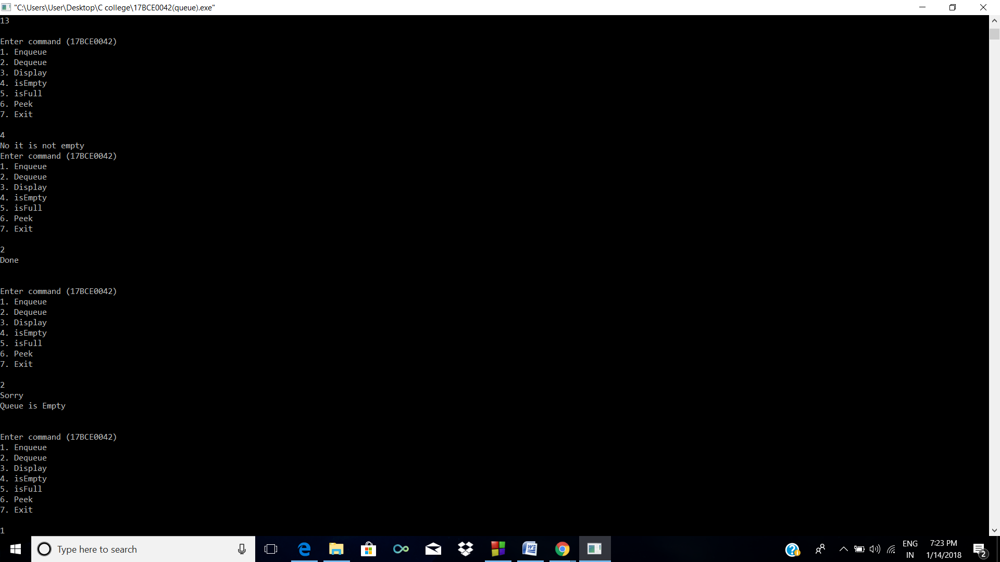 "C:\Users\User\Desktop\C college\17BCE0042(queue).exe"
13
Enter command (17BCE0042)
1. Enqueue
2. Dequeue
3. Display
4. isEmpty
5. isFull
6. Peek
7. Exit
4
No it is not empty
Enter command (17BCE0042)
1. Enqueue
2. Dequeue
3. Display
4. isEmpty
5. isFull
6. Peek
7. Exit
2
Done
Enter command (17BCE0042)
1. Enqueue
2. Dequeue
3. Display
4. isEmpty
5. isFull
6. Peek
7. Exit
2
Sorry
Queue is Empty
Enter command (17BCE0042)
1. Enqueue
2. Dequeue
3. Display
4. isEmpty
5. isFull
6. Peek
7. Exit
1
Type here to search
ENG
IN
7:23 PM
1/14/2018
2